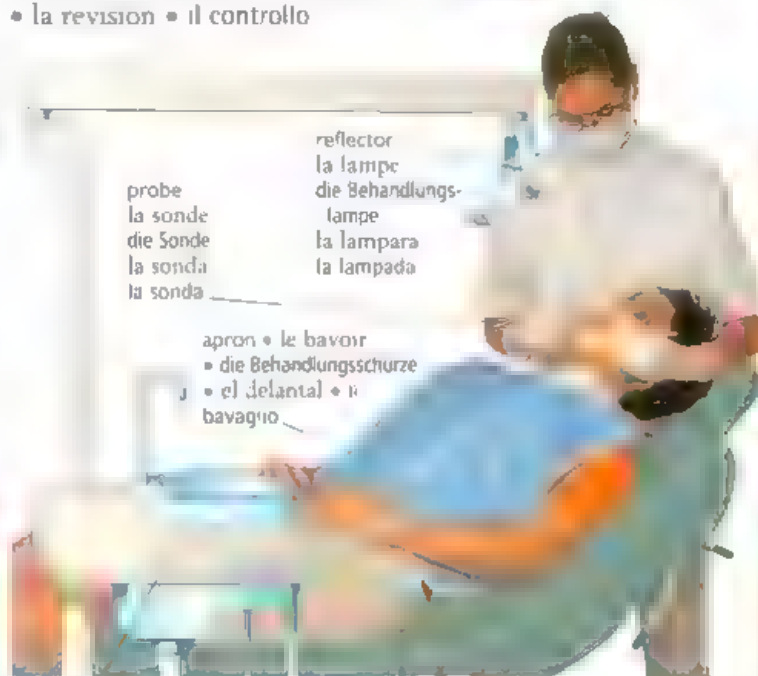 • la revision • il controllo
reflector
la lampe
die Behandlungs-
lampe
la lampara
la lampada
probe
la sonde
die Sonde
la sonda
la sonda
apron • le bavoir
• die Behandlungsschurze
• el delantal • il
bavaglio